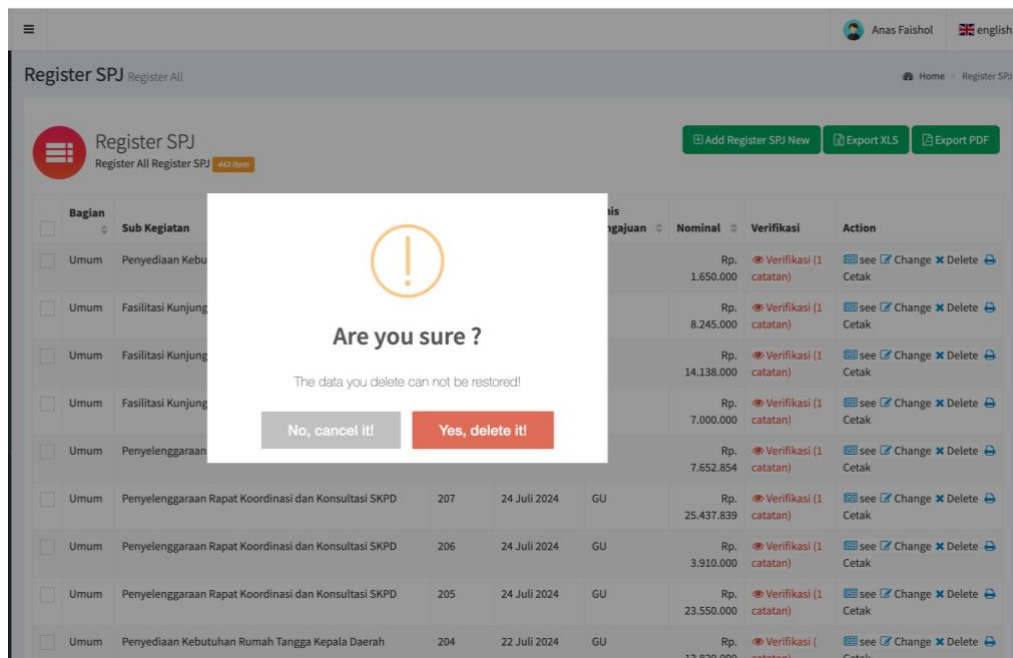 Anas Faishol english
Register SPJ Register All
Home Register SPJ
Register SPJ
Register All Register SPJ 443 Item
Add Register SPJ New Export XLS Export PDF
Bagian Sub Kegiatan Nominal Verifikasi Action
Umum Penyediaan Kebu Rp. 1.650.000 Verifikasi (1 catatan) see Change Delete Cetak
Umum Fasilitasi Kunjung Rp. 8.245.000 Verifikasi (1 catatan) see Change Delete Cetak
Umum Fasilitasi Kunjung Rp. 14.138.000 Verifikasi (1 catatan) see Change Delete Cetak
Umum Fasilitasi Kunjung Rp. 7.000.000 Verifikasi (1 catatan) see Change Delete Cetak
Umum Penyelenggaraan Rp. 7.652.854 Verifikasi (1 catatan) see Change Delete Cetak
Umum Penyelenggaraan Rapat Koordinasi dan Konsultasi SKPD 207 24 Juli 2024 GU Rp. 25.437.839 Verifikasi (1 catatan) see Change Delete Cetak
Umum Penyelenggaraan Rapat Koordinasi dan Konsultasi SKPD 206 24 Juli 2024 GU Rp. 3.910.000 Verifikasi (1 catatan) see Change Delete Cetak
Umum Penyelenggaraan Rapat Koordinasi dan Konsultasi SKPD 205 24 Juli 2024 GU Rp. 23.550.000 Verifikasi (1 catatan) see Change Delete Cetak
Umum Penyediaan Kebutuhan Rumah Tangga Kepala Daerah 204 22 Juli 2024 GU Rp. Verifikasi ( see Change Delete
Are you sure ?
The data you delete can not be restored!
No, cancel it! Yes, delete it!